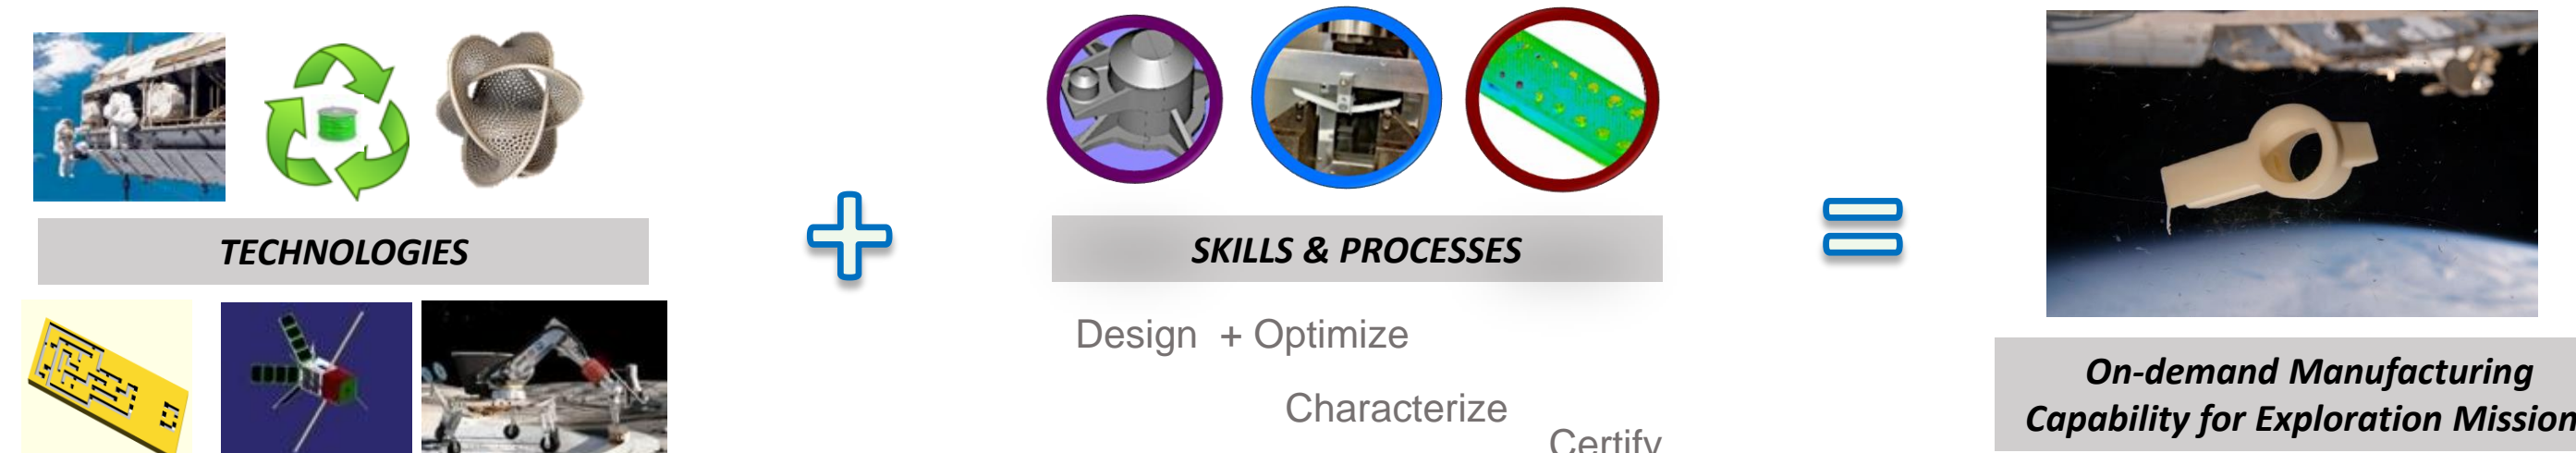 TECHNOLOGIES
SKILLS & PROCESSES
Design + Optimize
Characterize
Certify
On-demand Manufacturing
Capability for Exploration Mission